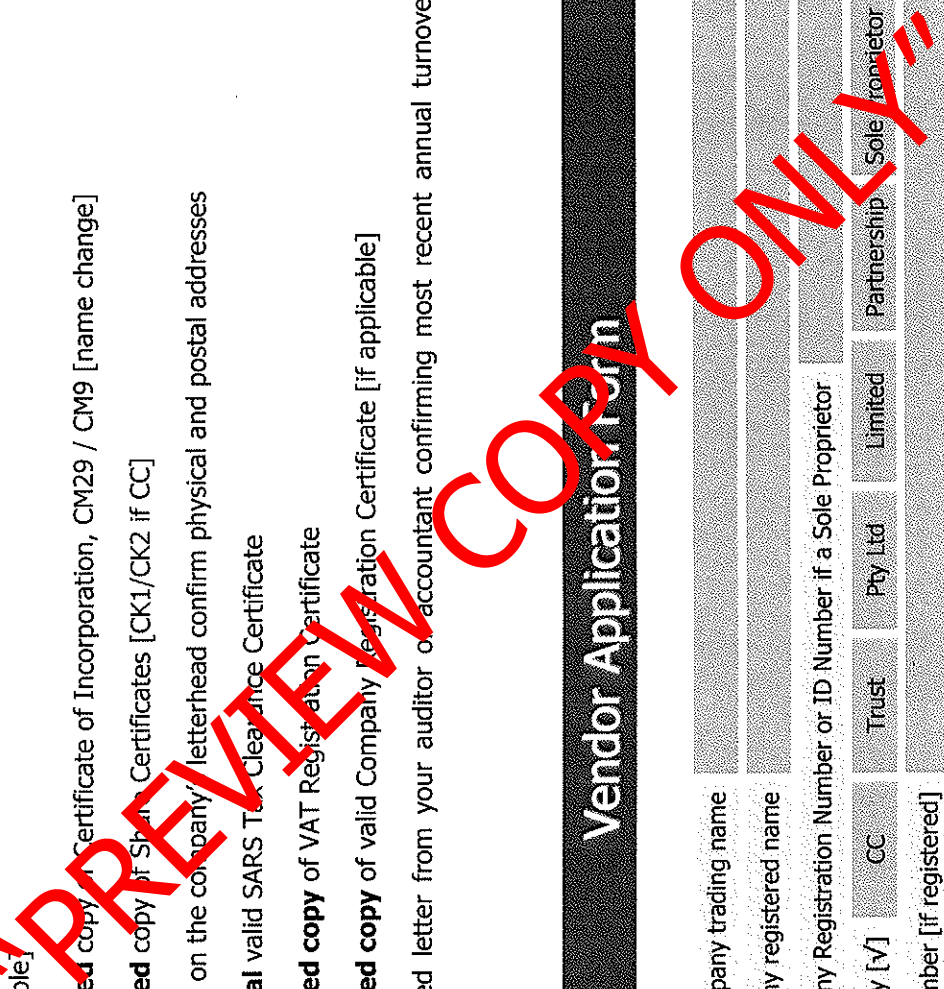 ble]
ed copy of Certificate of Incorporation, CM29 / CM9 [name change]
ed copy of Share Certificates [CK1/CK2 if CC]
on the company's letterhead confirm physical and postal addresses
al valid SARS Tax Clearance Certificate
ed copy of VAT Registration Certificate
ed copy of valid Company Registration Certificate [if applicable]
ed letter from your auditor or accountant confirming most recent annual turnove
Vendor Application Form
pany trading name
ny registered name
ny Registration Number or ID Number if a Sole Proprietor
y [√] CC Trust Pty Ltd Limited Partnership Sole Proprietor
nber [if registered]
"PREVIEW COPY ONLY"